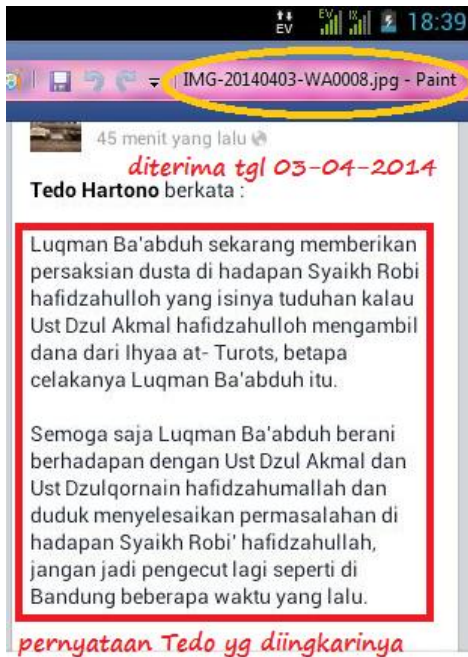 EV EV 18:39
IMG-20140403-WA0008.jpg - Paint
45 menit yang lalu
diterima tgl 03-04-2014
Tedo Hartono berkata :
Luqman Ba'abduh sekarang memberikan
persaksian dusta di hadapan Syaikh Robi
hafidzahulloh yang isinya tuduhan kalau
Ust Dzul Akmal hafidzahulloh mengambil
dana dari Ihyaa at- Turots, betapa
celakanya Luqman Ba'abduh itu.
Semoga saja Luqman Ba'abduh berani
berhadapan dengan Ust Dzul Akmal dan
Ust Dzulqornain hafidzahumallah dan
duduk menyelesaikan permasalahan di
hadapan Syaikh Robi' hafidzahullah,
jangan jadi pengecut lagi seperti di
Bandung beberapa waktu yang lalu.
pernyataan Tedo yg diingkarinya